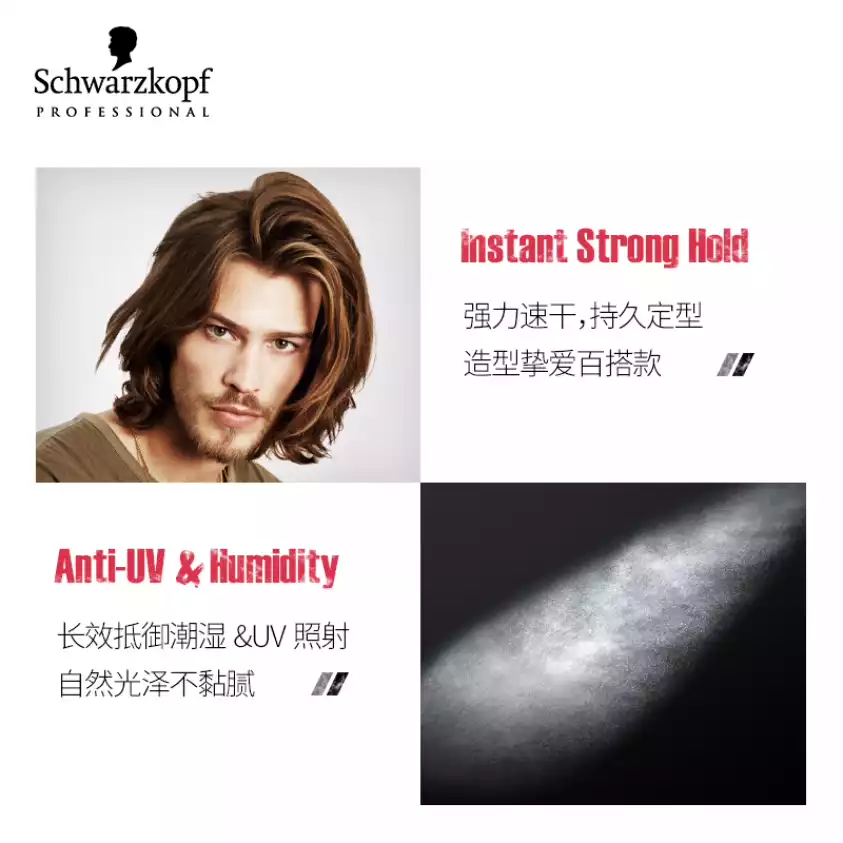 Schwarzkopf
PROFESSIONAL
Instant Strong Hold
强力速干,持久定型
造型挚爱百搭款
Anti-UV & Humidity
长效抵御潮湿 &UV 照射
自然光泽不黏腻